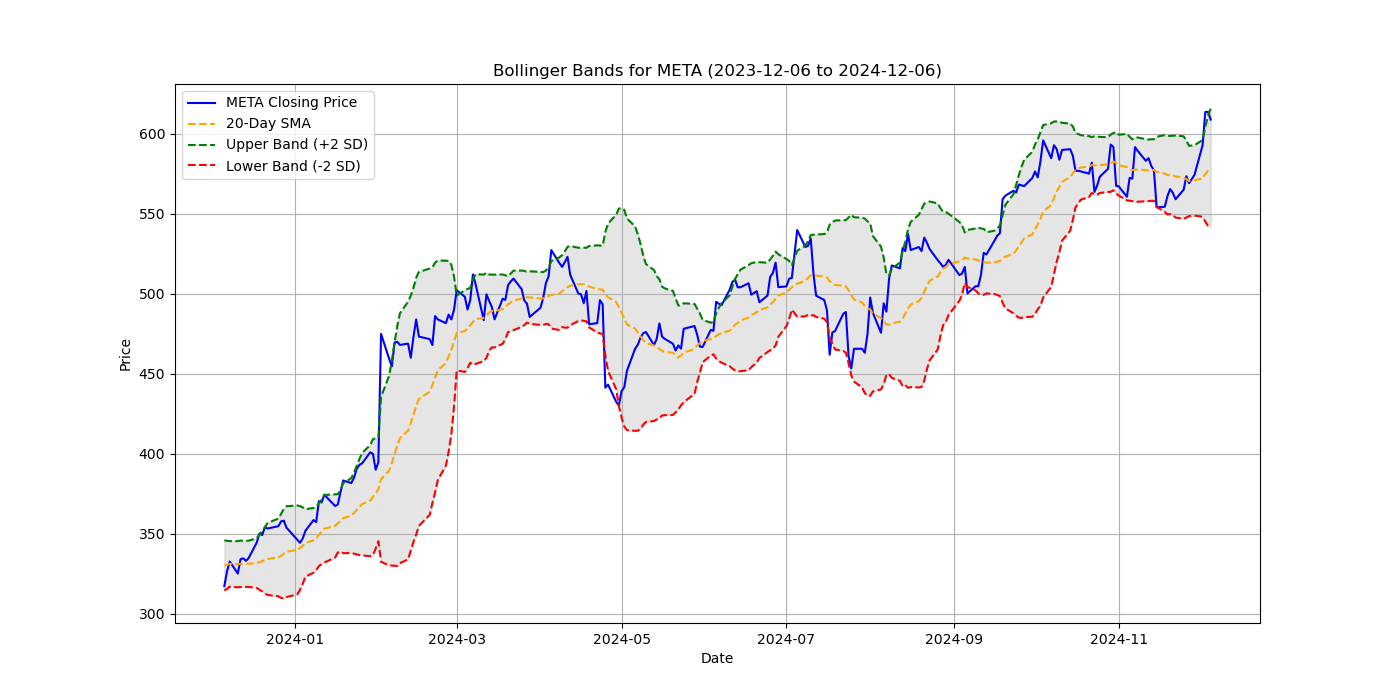 Bollinger Bands for META (2023-12-06 to 2024-12-06)
META Closing Price
20-Day SMA
Upper Band (+2 SD)
Lower Band (-2 SD)
Price
600
550
500
450
400
350
300
2024-01
2024-03
2024-05
2024-07
2024-09
2024-11
Date